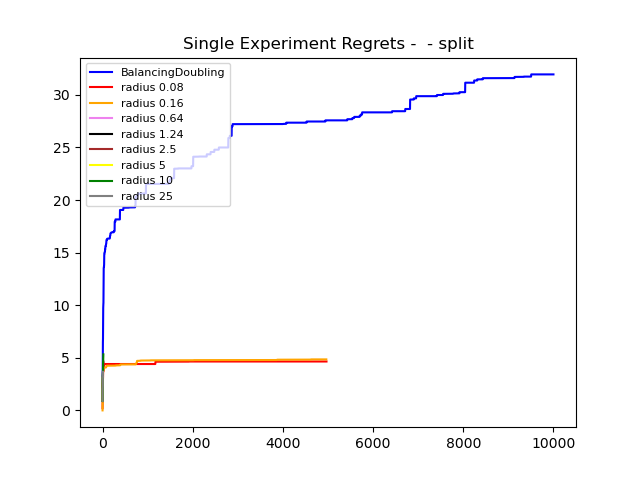 Single Experiment Regrets -  - split
BalancingDoubling
radius 0.08
radius 0.16
radius 0.64
radius 1.24
radius 2.5
radius 5
radius 10
radius 25
30
25
20
15
10
5
0
0 2000 4000 6000 8000 10000